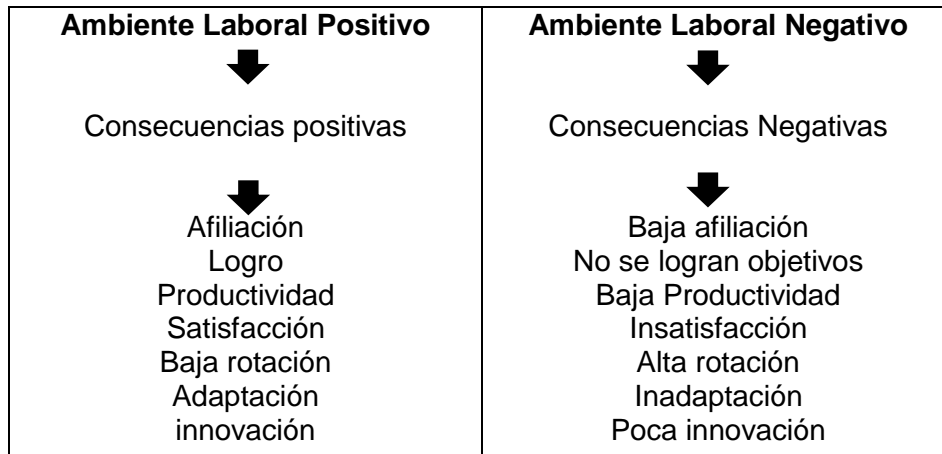 Ambiente Laboral Positivo
Consecuencias positivas
Afiliación
Logro
Productividad
Satisfacción
Baja rotación
Adaptación
innovación
Ambiente Laboral Negativo
Consecuencias Negativas
Baja afiliación
No se logran objetivos
Baja Productividad
Insatisfacción
Alta rotación
Inadaptación
Poca innovación